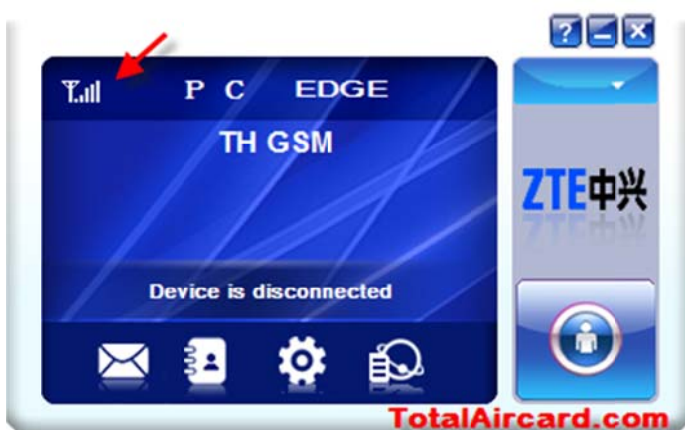 ?
P C EDGE
TH GSM
ZTE中兴
Device is disconnected
TotalAircard.com